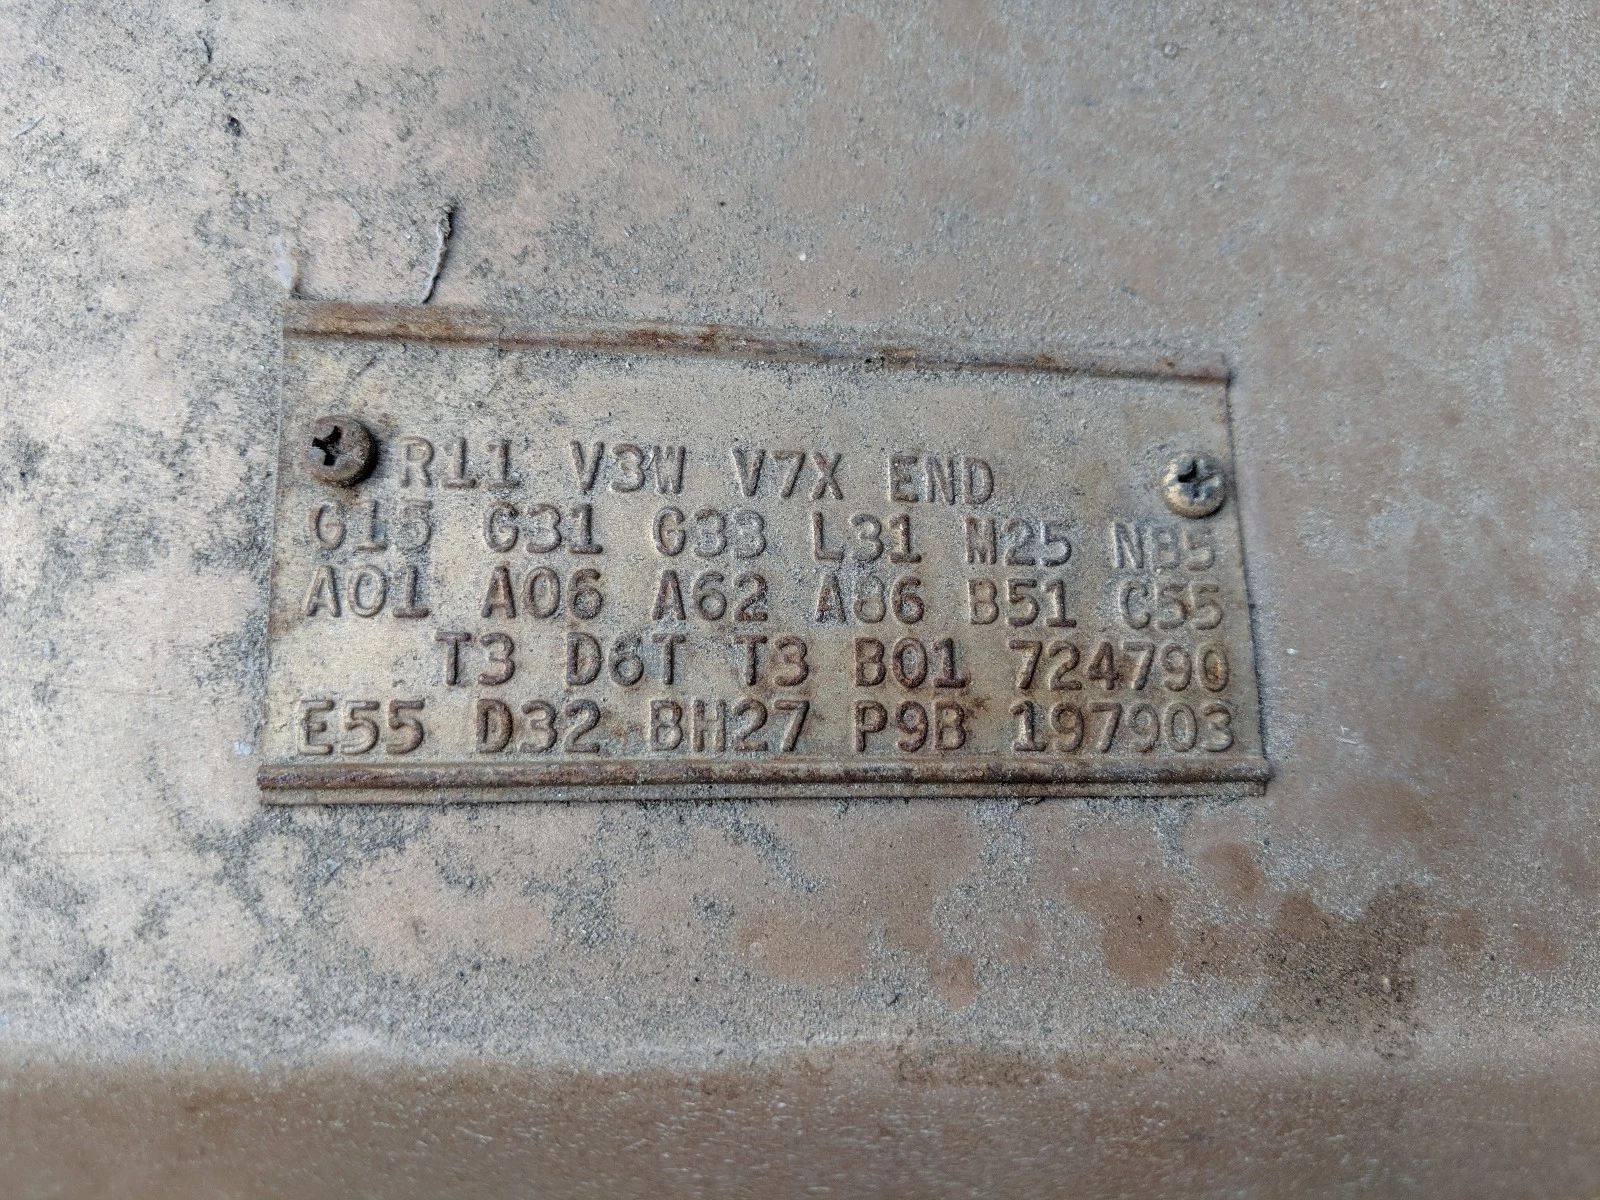 R11 V3W V7X END
G15 G31 G33 L31 M25 N85
A01 A06 A62 A86 B51 C55
T3 D6T T3 B01 724790
E55 D32 BH27 P9B 197903